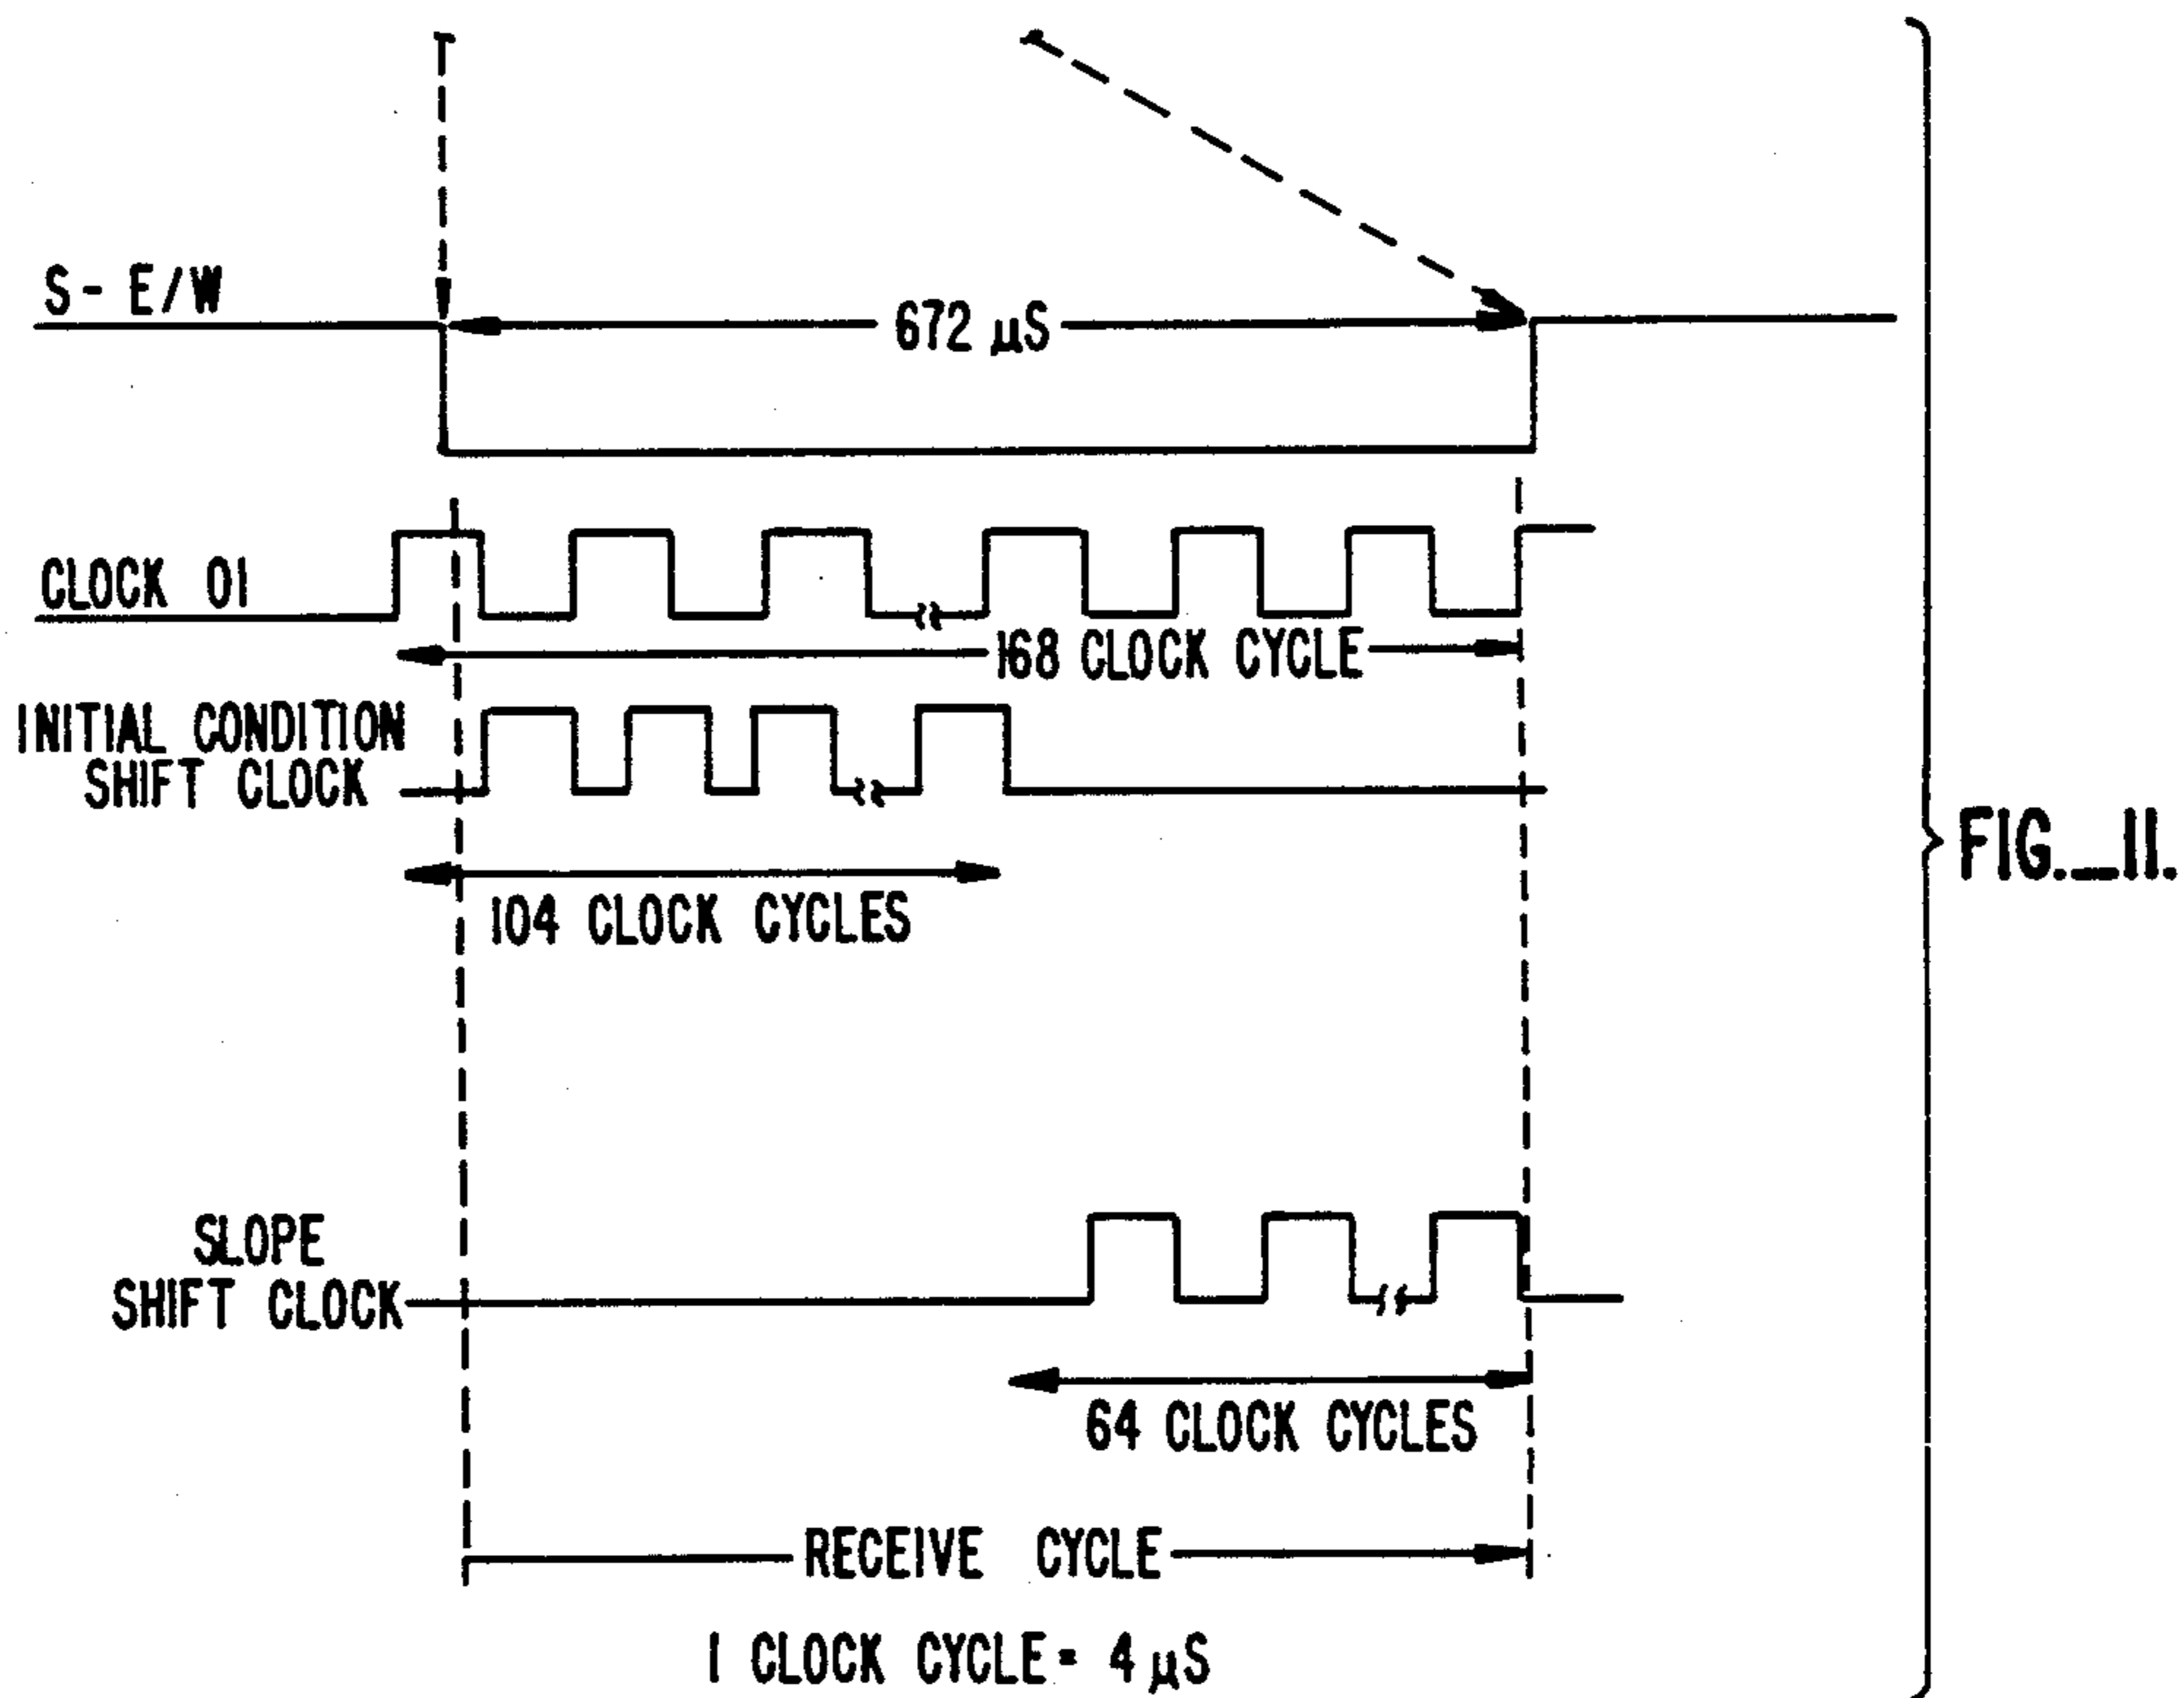 S- E/W
672 µS
CLOCK 01
168 CLOCK CYCLE
INITIAL CONDITION
SHIFT CLOCK
104 CLOCK CYCLES
FIG._11.
SLOPE
SHIFT CLOCK
64 CLOCK CYCLES
RECEIVE CYCLE
1 CLOCK CYCLE = 4 µS